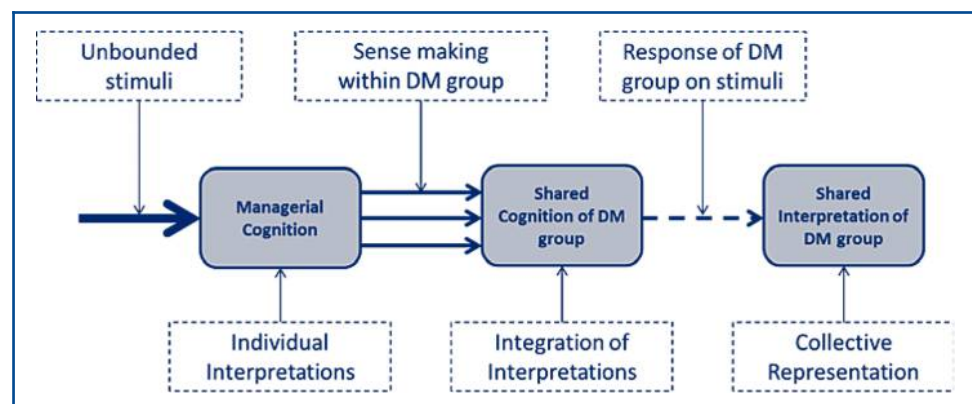 Unbounded
stimuli
Sense making
within DM group
Response of DM
group on stimuli
Managerial
Cognition
Shared
Cognition of DM
group
Shared
Interpretation of
DM group
Individual
Interpretations
Integration of
Interpretations
Collective
Representation